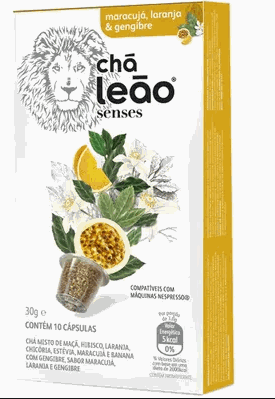 maracujá, laranja
& gengibre
chá
leão®
senses
COMPATÍVEIS COM
MÁQUINAS NESPRESSO®
30g e
CONTÉM 10 CÁPSULAS
CHÁ MISTO DE MAÇÃ, HIBISCO, LARANJA,
CHICÓRIA, ESTÉVIA, MARACUJÁ E BANANA
COM GENGIBRE, SABOR MARACUJÁ,
LARANJA E GENGIBRE
Valor
Energético
5kcal
0%